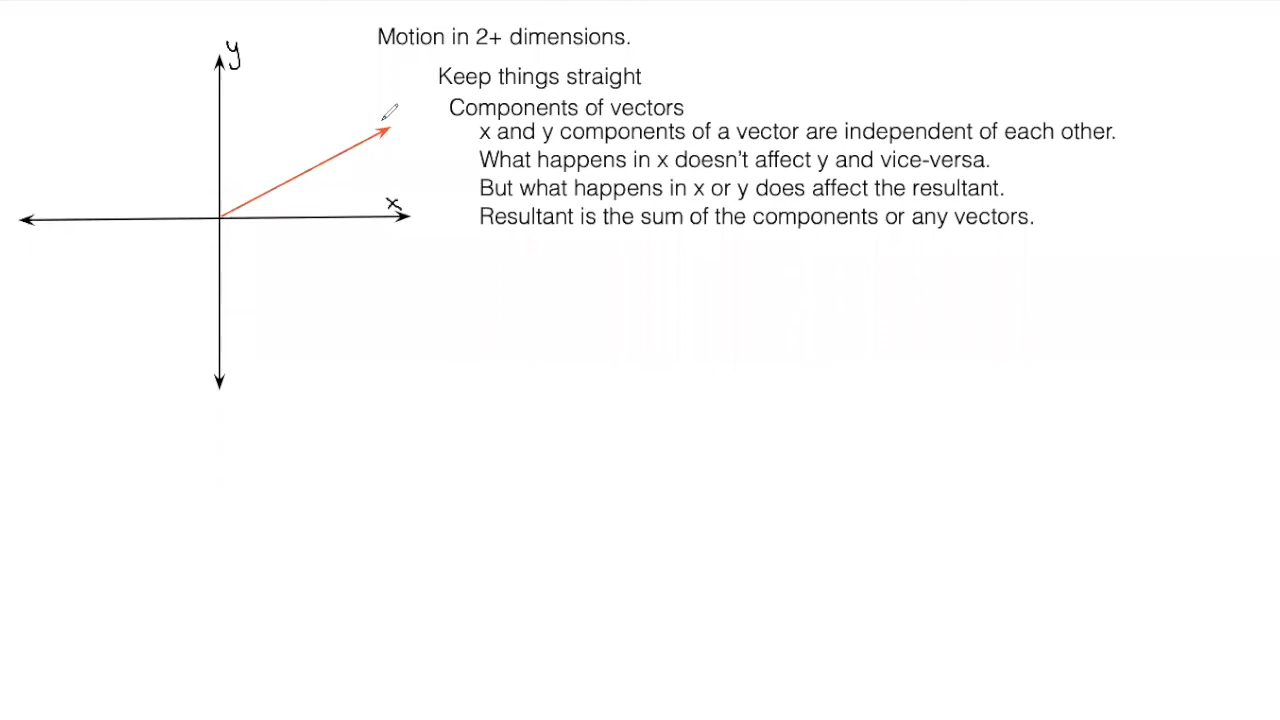 y
Motion in 2+ dimensions.
Keep things straight
Components of vectors
x and y components of a vector are independent of each other.
What happens in x doesn’t affect y and vice-versa.
But what happens in x or y does affect the resultant.
x
Resultant is the sum of the components or any vectors.